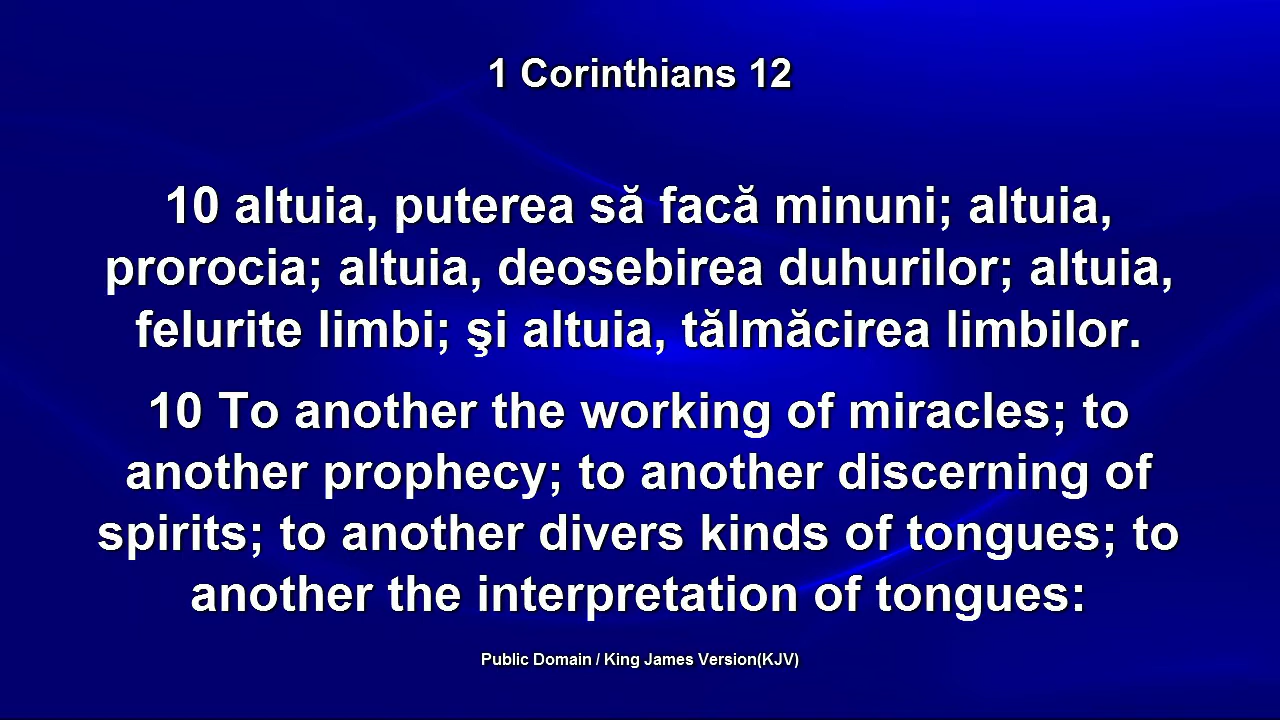 1 Corinthians 12
10 altuia, puterea să facă minuni; altuia,
prorocia; altuia, deosebirea duhurilor; altuia,
felurite limbi; şi altuia, tălmăcirea limbilor.
10 To another the working of miracles; to
another prophecy; to another discerning of
spirits; to another divers kinds of tongues; to
another the interpretation of tongues:
Public Domain / King James Version(KJV)